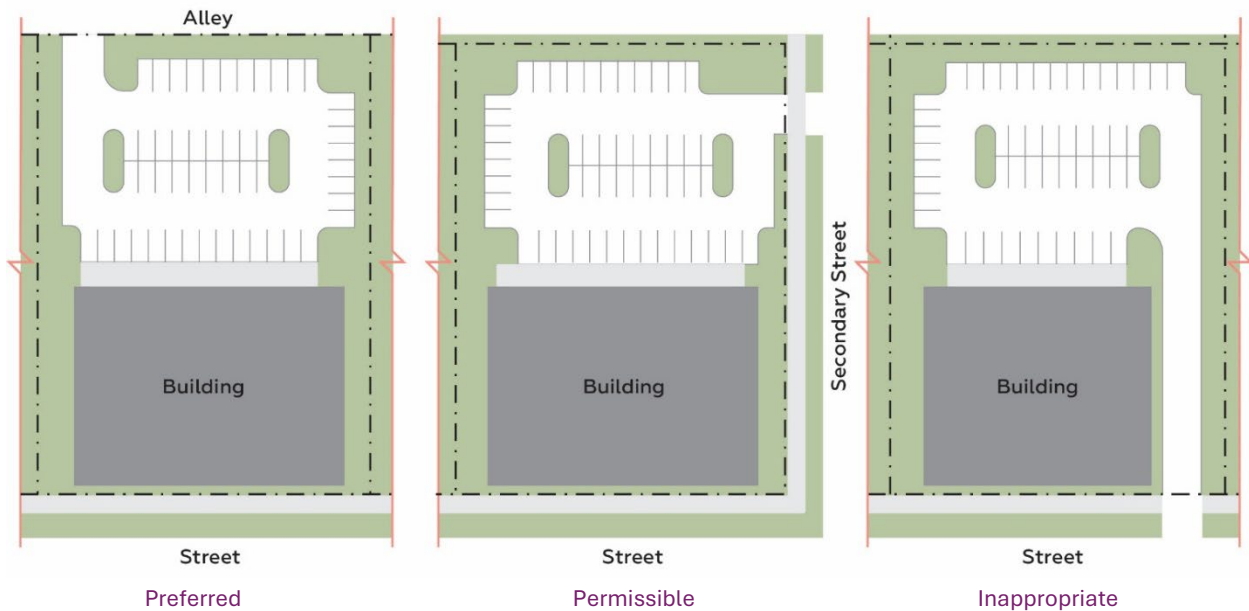 Alley
Secondary Street
Building
Building
Building
Street
Street
Street
Preferred
Permissible
Inappropriate